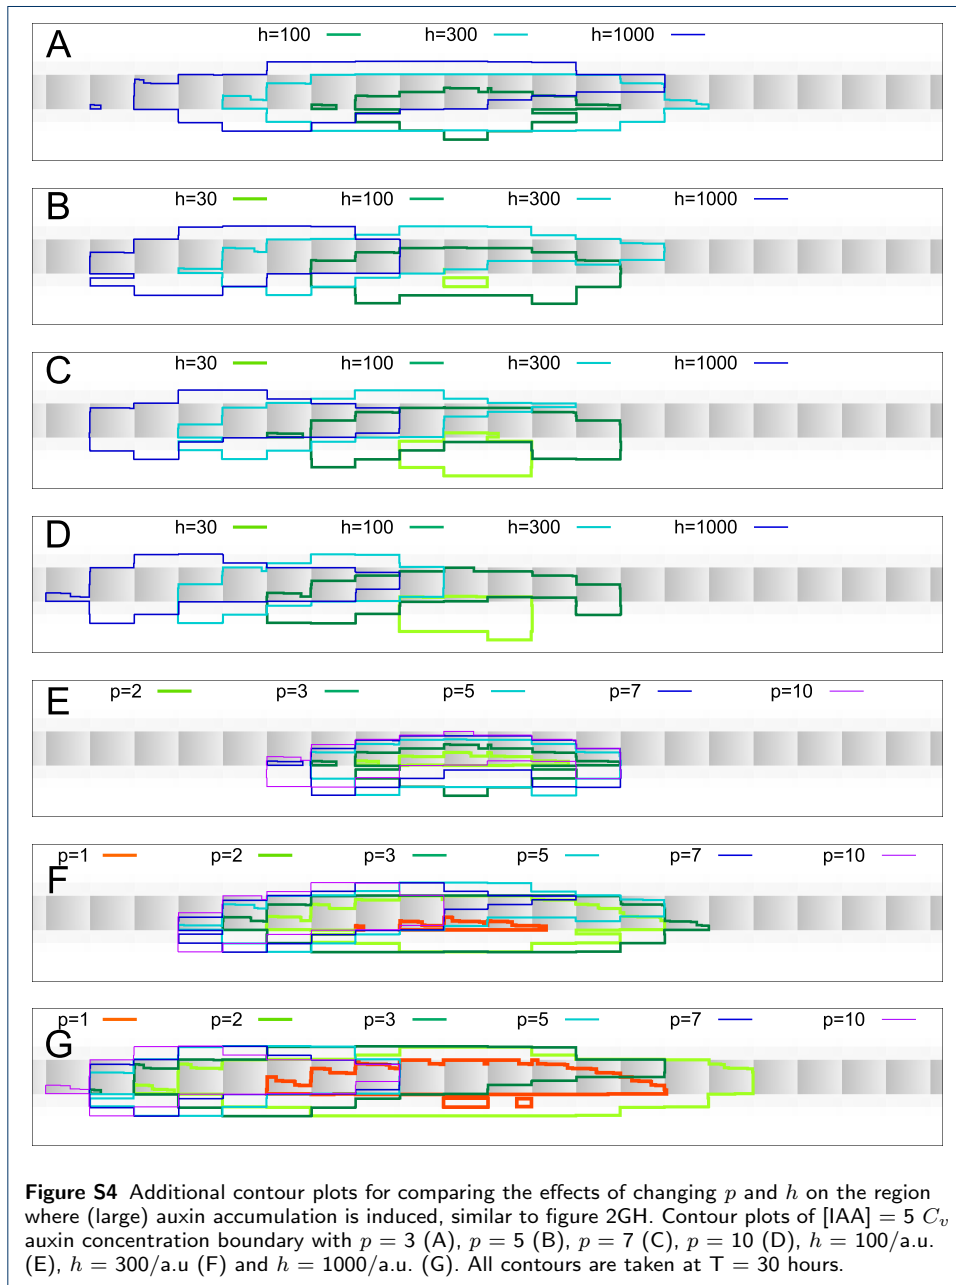 A
h=100 h=300 h=1000
B
h=30 h=100 h=300 h=1000
C
h=30 h=100 h=300 h=1000
D
h=30 h=100 h=300 h=1000
E
p=2 p=3 p=5 p=7 p=10
F
p=1 p=2 p=3 p=5 p=7 p=10
G
p=1 p=2 p=3 p=5 p=7 p=10
Figure S4 Additional contour plots for comparing the effects of changing p and h on the region
where (large) auxin accumulation is induced, similar to figure 2GH. Contour plots of [IAA] = 5 Cv
auxin concentration boundary with p = 3 (A), p = 5 (B), p = 7 (C), p = 10 (D), h = 100/a.u.
(E), h = 300/a.u (F) and h = 1000/a.u. (G). All contours are taken at T = 30 hours.